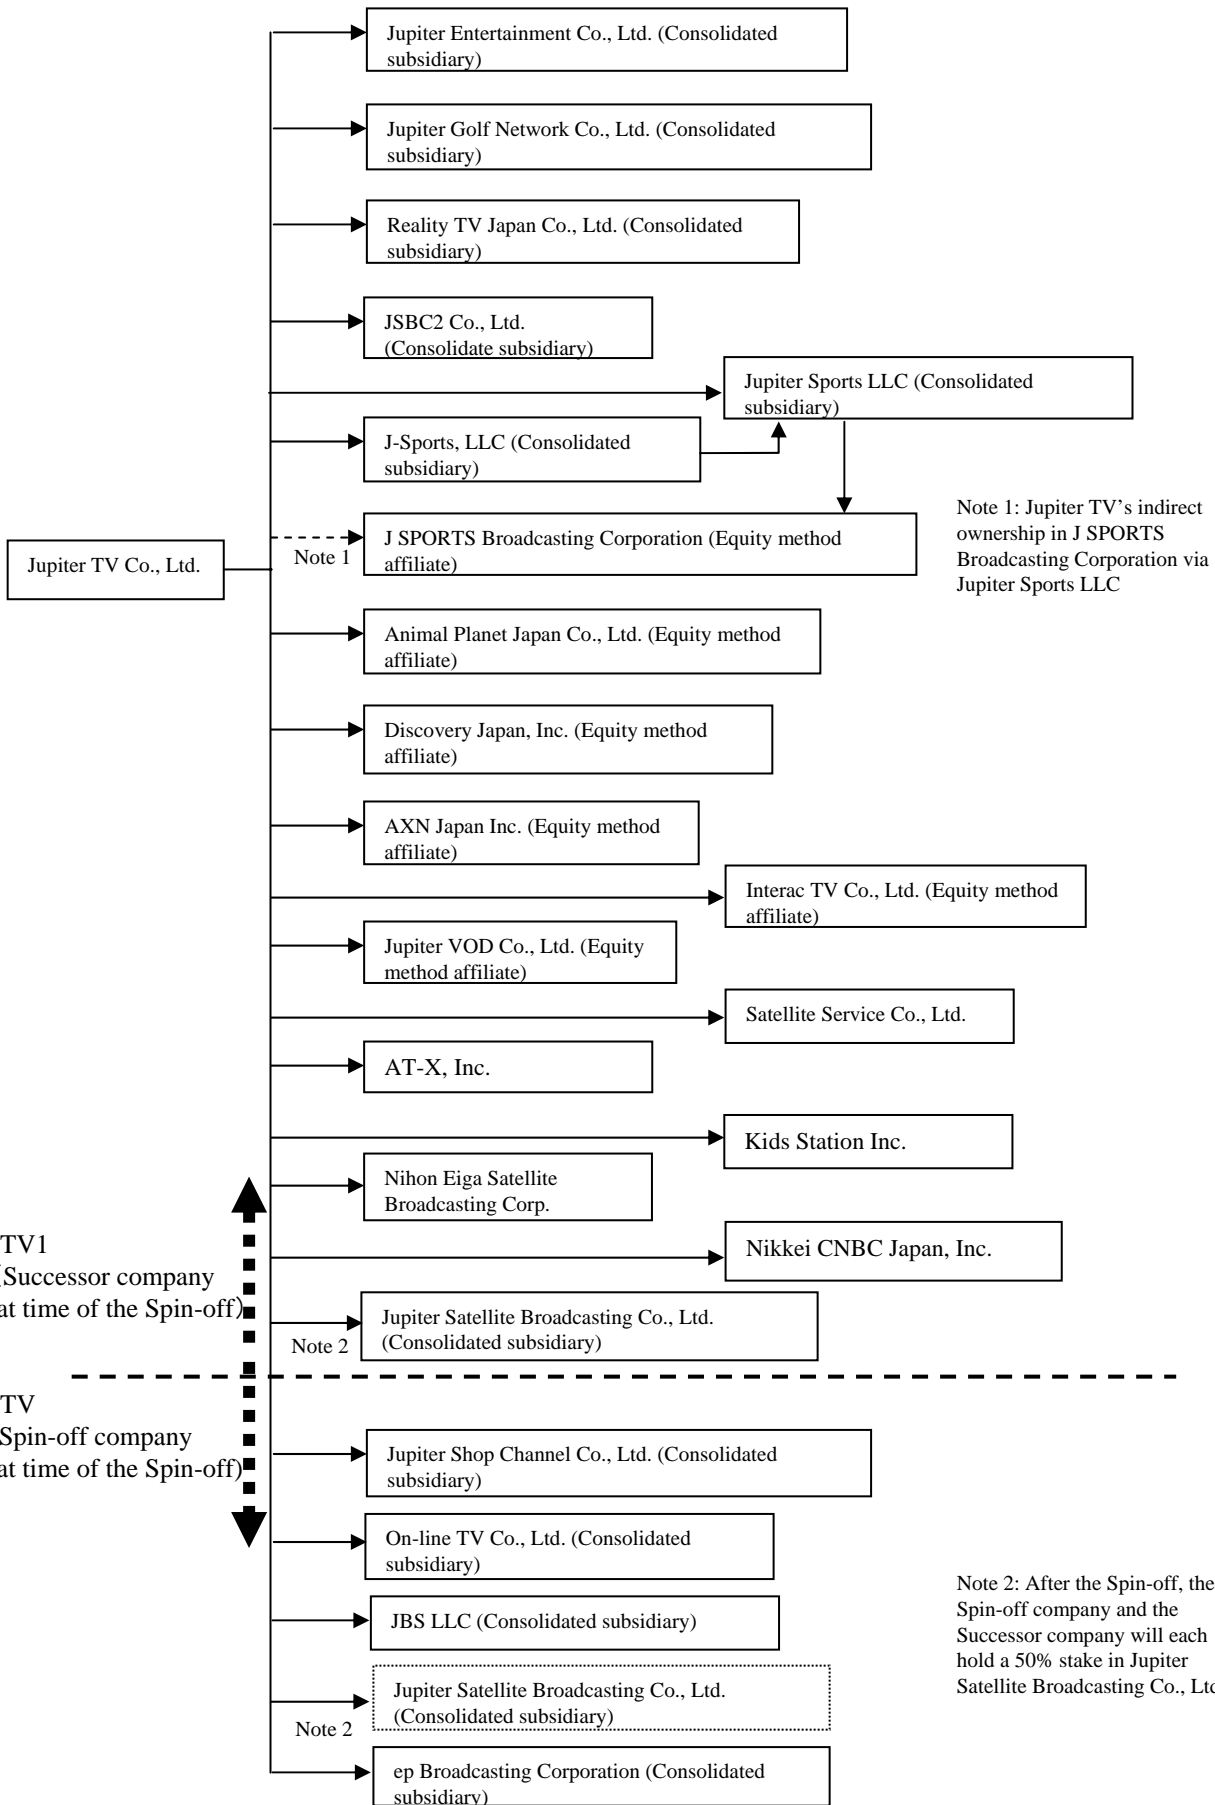 Jupiter Entertainment Co., Ltd. (Consolidated
subsidiary)
Jupiter Golf Network Co., Ltd. (Consolidated
subsidiary)
Reality TV Japan Co., Ltd. (Consolidated
subsidiary)
JSBC2 Co., Ltd.
(Consolidate subsidiary)
Jupiter Sports LLC (Consolidated
subsidiary)
J-Sports, LLC (Consolidated
subsidiary)
Note 1: Jupiter TV’s indirect
ownership in J SPORTS
Broadcasting Corporation via
Jupiter Sports LLC
J SPORTS Broadcasting Corporation (Equity method
affiliate)
Note 1
Jupiter TV Co., Ltd.
Animal Planet Japan Co., Ltd. (Equity method
affiliate)
Discovery Japan, Inc. (Equity method
affiliate)
AXN Japan Inc. (Equity method
affiliate)
Interac TV Co., Ltd. (Equity method
affiliate)
Jupiter VOD Co., Ltd. (Equity
method affiliate)
Satellite Service Co., Ltd.
AT-X, Inc.
Kids Station Inc.
Nihon Eiga Satellite
Broadcasting Corp.
TV1
(Successor company
at time of the Spin-off)
Nikkei CNBC Japan, Inc.
Jupiter Satellite Broadcasting Co., Ltd.
(Consolidated subsidiary)
Note 2
TV
Spin-off company
at time of the Spin-off)
Jupiter Shop Channel Co., Ltd. (Consolidated
subsidiary)
On-line TV Co., Ltd. (Consolidated
subsidiary)
JBS LLC (Consolidated subsidiary)
Note 2: After the Spin-off, the
Spin-off company and the
Successor company will each
hold a 50% stake in Jupiter
Satellite Broadcasting Co., Ltd
Jupiter Satellite Broadcasting Co., Ltd.
(Consolidated subsidiary)
Note 2
ep Broadcasting Corporation (Consolidated
subsidiary)